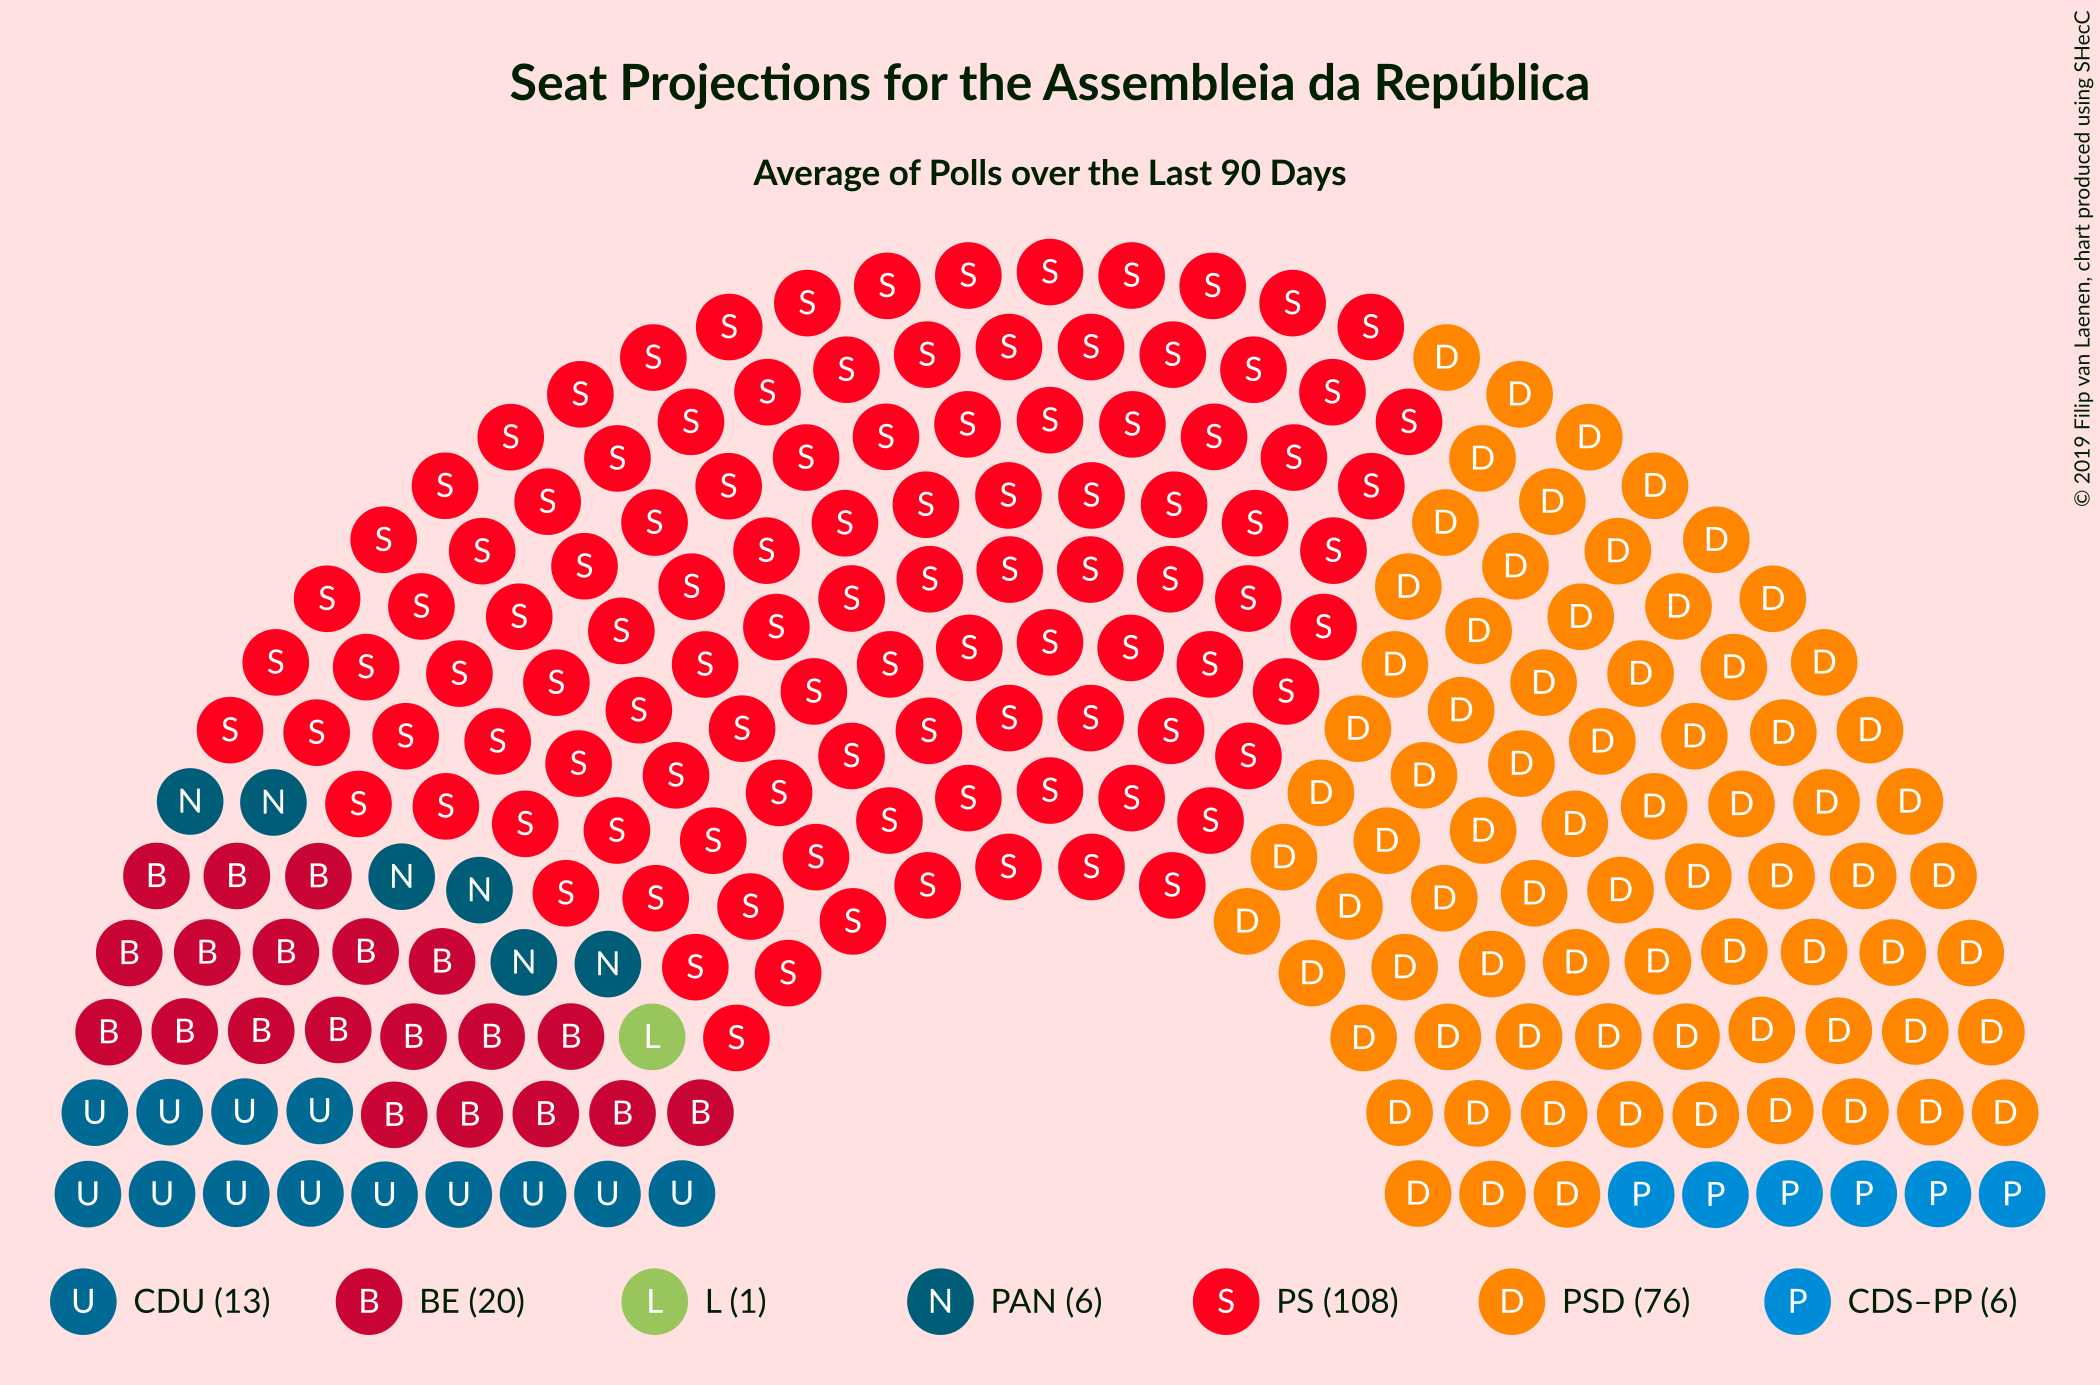 Seat Projections for the Assembleia da República
Average of Polls over the Last 90 Days
© 2019 Filip van Laenen, chart produced using SHecC
S S S S S S S S S
S S D
S S S S S S S S D
S S S S S S
S S S S S S S D D
S S S S D
S S S S S S D D
S S S S S S S D D
S S S S S S S D D
S S S S S S D D
S S S S S S D D
S S S S S S D D
S S S S S S D D D
S S S S S D D D
S S S S S S D D D
S S S S D D D
N N S S S S S D D D D
S S S S S S D D D
B B B N N S S S S S S D D D D D D
S S S S D D D D
B B B B B N N S S D D D D D D D D D
B B B B B B B L S D D D D D D D D D
U U U U B B B B B D D D D D D D D D
U U U U U U U U U D D D P P P P P P
U CDU (13) B BE (20) L L (1) N PAN (6) S PS (108) D PSD (76) P CDS–PP (6)